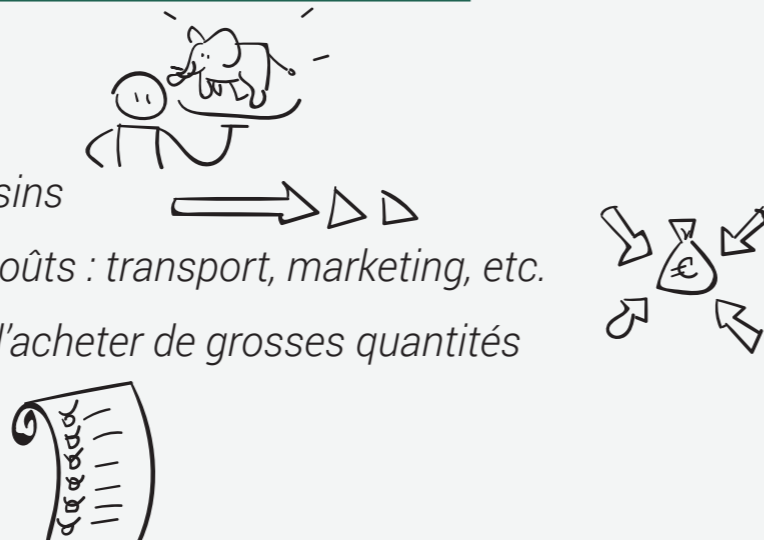 sins
oûts : transport, marketing, etc.
l'acheter de grosses quantités
€